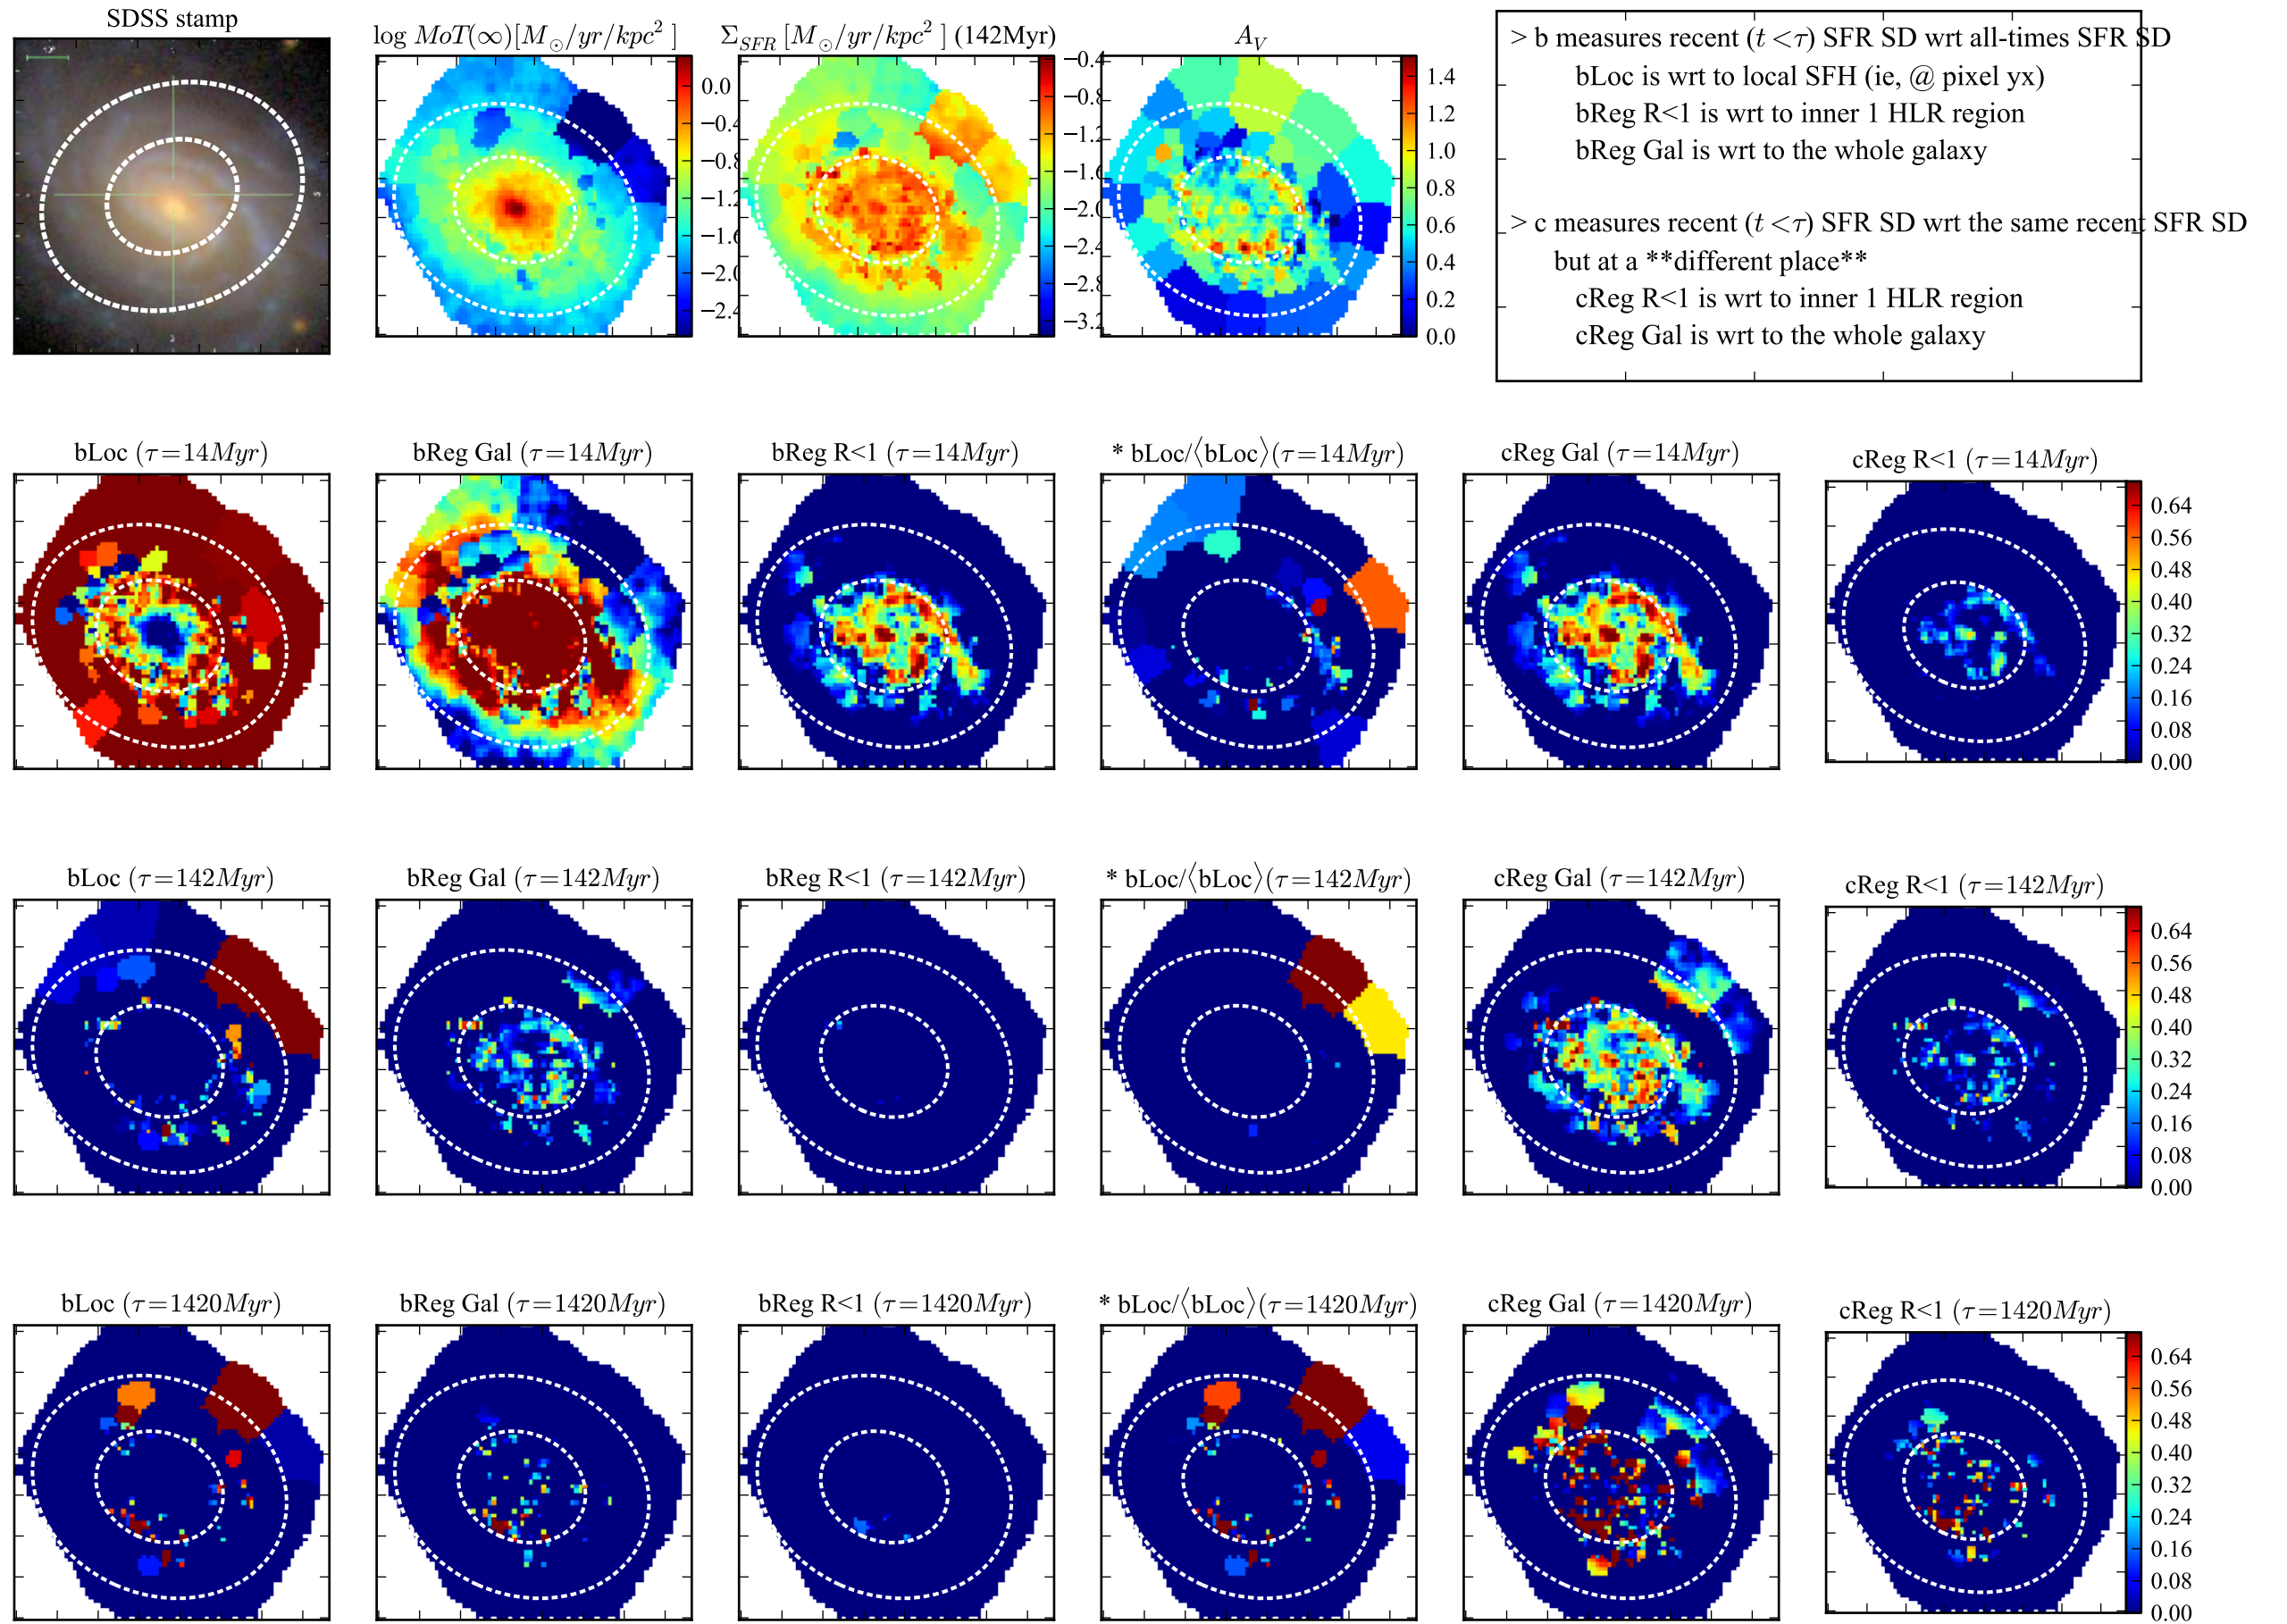 SDSS stamp
log MoT(∞)[M⊙/yr/kpc²]
Σ_SFR [M⊙/yr/kpc²] (142Myr)
A_V
0.0
−0.4
−0.8
−1.2
−1.6
−2.0
−2.4
−0.4
−0.8
−1.2
−1.6
−2.0
−2.4
−2.8
−3.2
1.4
1.2
1.0
0.8
0.6
0.4
0.2
0.0
> b measures recent (t<τ) SFR SD wrt all-times SFR SD
bLoc is wrt to local SFH (ie, @ pixel yx)
bReg R<1 is wrt to inner 1 HLR region
bReg Gal is wrt to the whole galaxy
> c measures recent (t<τ) SFR SD wrt the same recent SFR SD
but at a **different place**
cReg R<1 is wrt to inner 1 HLR region
cReg Gal is wrt to the whole galaxy
bLoc (τ=14Myr)
bReg Gal (τ=14Myr)
bReg R<1 (τ=14Myr)
* bLoc/⟨bLoc⟩(τ=14Myr)
cReg Gal (τ=14Myr)
cReg R<1 (τ=14Myr)
0.64
0.56
0.48
0.40
0.32
0.24
0.16
0.08
0.00
bLoc (τ=142Myr)
bReg Gal (τ=142Myr)
bReg R<1 (τ=142Myr)
* bLoc/⟨bLoc⟩(τ=142Myr)
cReg Gal (τ=142Myr)
cReg R<1 (τ=142Myr)
0.64
0.56
0.48
0.40
0.32
0.24
0.16
0.08
0.00
bLoc (τ=1420Myr)
bReg Gal (τ=1420Myr)
bReg R<1 (τ=1420Myr)
* bLoc/⟨bLoc⟩(τ=1420Myr)
cReg Gal (τ=1420Myr)
cReg R<1 (τ=1420Myr)
0.64
0.56
0.48
0.40
0.32
0.24
0.16
0.08
0.00